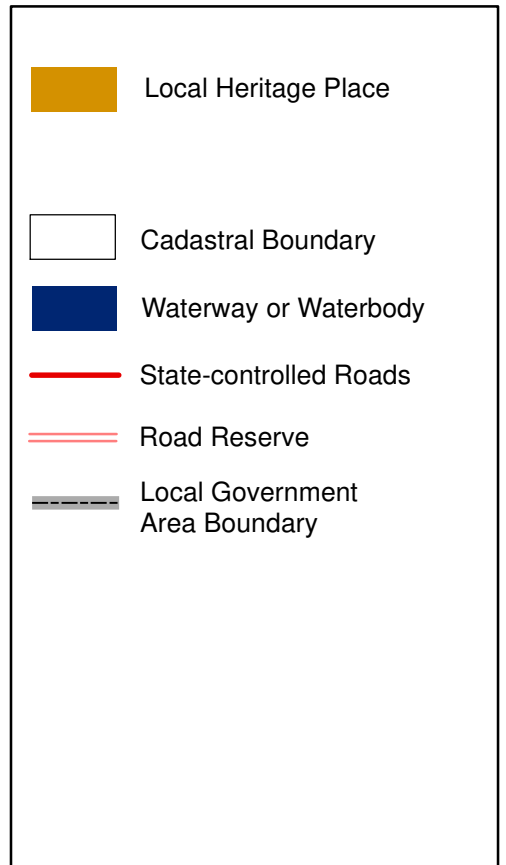 Local Heritage Place
Cadastral Boundary
Waterway or Waterbody
State-controlled Roads
Road Reserve
Local Government
Area Boundary